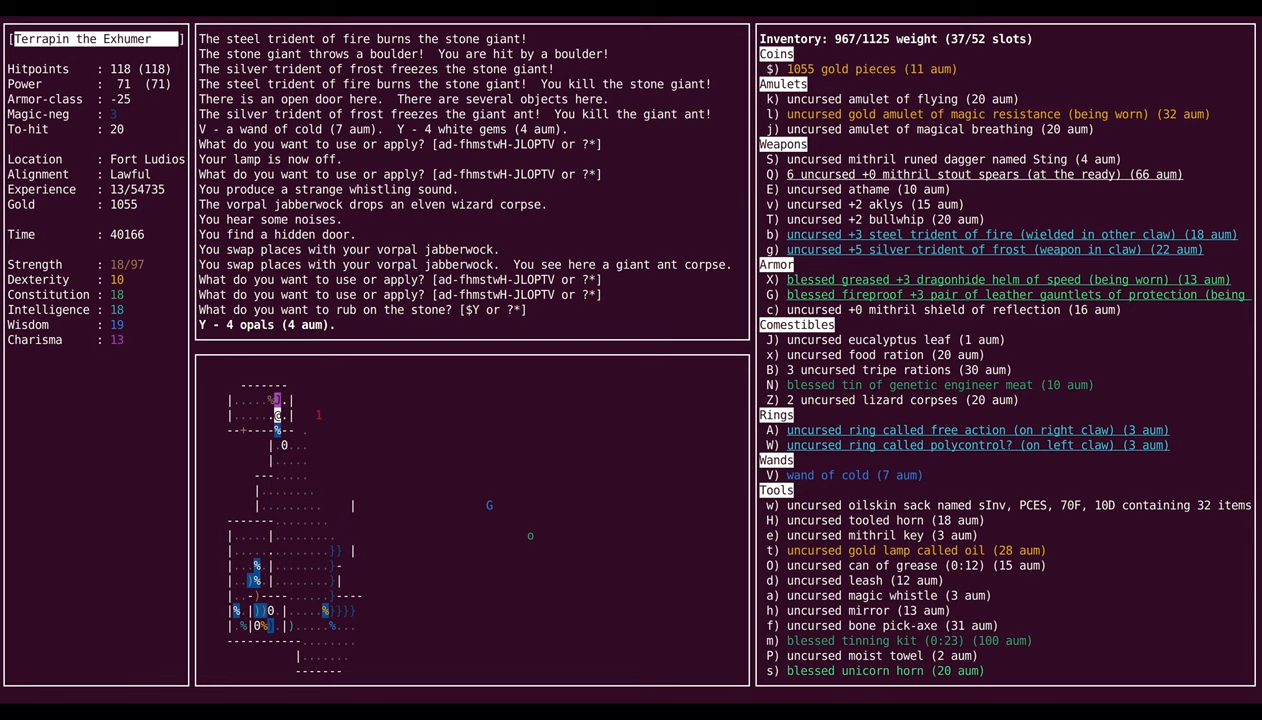 [Terrapin the Exhumer ]
Hitpoints : 118 (118)
Power : 71 (71)
Armor-class : -25
Magic-neg : 3
To-hit : 20
Location : Fort Ludios
Alignment : Lawful
Experience : 13/54735
Gold : 1055
Time : 40166
Strength : 18/97
Dexterity : 10
Constitution : 18
Intelligence : 18
Wisdom : 19
Charisma : 13
The steel trident of fire burns the stone giant!
The stone giant throws a boulder! You are hit by a boulder!
The silver trident of frost freezes the stone giant!
The steel trident of fire burns the stone giant! You kill the stone giant!
There is an open door here. There are several objects here.
The silver trident of frost freezes the giant ant! You kill the giant ant!
V - a wand of cold (7 aum). Y - 4 white gems (4 aum).
What do you want to use or apply? [ad-fhmstwH-JLOPTV or ?*]
Your lamp is now off.
What do you want to use or apply? [ad-fhmstwH-JLOPTV or ?*]
You produce a strange whistling sound.
The vorpal jabberwock drops an elven wizard corpse.
You hear some noises.
You find a hidden door.
You swap places with your vorpal jabberwock.
You swap places with your vorpal jabberwock. You see here a giant ant corpse.
What do you want to use or apply? [ad-fhmstwH-JLOPTV or ?*]
What do you want to use or apply? [ad-fhmstwH-JLOPTV or ?*]
What do you want to rub on the stone? [$Y or ?*]
Y - 4 opals (4 aum).
-------
|.....%J.|
|......@.| 1
--+----%-- .
|.0...
|.....
---.....
|.......
|........ | G
-------........
|.....|........ o
|.............}} |
|...%.|........}-
|..)%.|........}|
|..-)----......}----
|%.|))0.|.....%}}}}
|.%|0%).|).....%...
----------.......
|......
------
Inventory: 967/1125 weight (37/52 slots)
Coins
$) 1055 gold pieces (11 aum)
Amulets
k) uncursed amulet of flying (20 aum)
l) uncursed gold amulet of magic resistance (being worn) (32 aum)
j) uncursed amulet of magical breathing (20 aum)
Weapons
S) uncursed mithril runed dagger named Sting (4 aum)
Q) 6 uncursed +0 mithril stout spears (at the ready) (66 aum)
E) uncursed athame (10 aum)
v) uncursed +2 aklys (15 aum)
T) uncursed +2 bullwhip (20 aum)
b) uncursed +3 steel trident of fire (wielded in other claw) (18 aum)
g) uncursed +5 silver trident of frost (weapon in claw) (22 aum)
Armor
X) blessed greased +3 dragonhide helm of speed (being worn) (13 aum)
G) blessed fireproof +3 pair of leather gauntlets of protection (being
c) uncursed +0 mithril shield of reflection (16 aum)
Comestibles
J) uncursed eucalyptus leaf (1 aum)
x) uncursed food ration (20 aum)
B) 3 uncursed tripe rations (30 aum)
N) blessed tin of genetic engineer meat (10 aum)
Z) 2 uncursed lizard corpses (20 aum)
Rings
A) uncursed ring called free action (on right claw) (3 aum)
W) uncursed ring called polycontrol? (on left claw) (3 aum)
Wands
V) wand of cold (7 aum)
Tools
w) uncursed oilskin sack named sInv, PCES, 70F, 10D containing 32 items
H) uncursed tooled horn (18 aum)
e) uncursed mithril key (3 aum)
t) uncursed gold lamp called oil (28 aum)
O) uncursed can of grease (0:12) (15 aum)
d) uncursed leash (12 aum)
a) uncursed magic whistle (3 aum)
h) uncursed mirror (13 aum)
f) uncursed bone pick-axe (31 aum)
m) blessed tinning kit (0:23) (100 aum)
P) uncursed moist towel (2 aum)
s) blessed unicorn horn (20 aum)